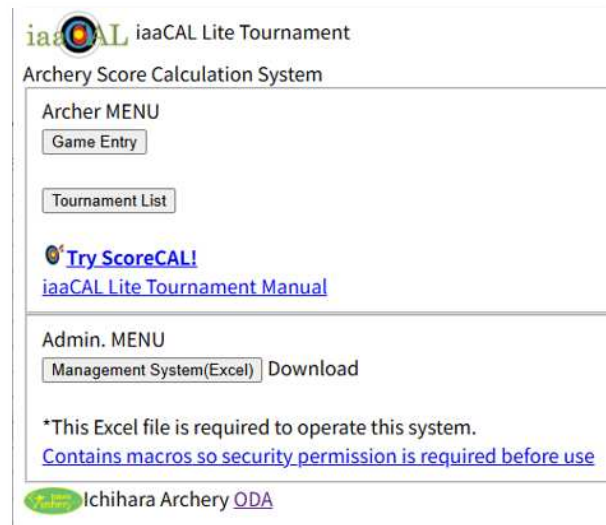 iaaCAL iaaCAL Lite Tournament
Archery Score Calculation System
Archer MENU
Game Entry
Tournament List
Try ScoreCAL!
iaaCAL Lite Tournament Manual
Admin. MENU
Management System(Excel) Download
*This Excel file is required to operate this system.
Contains macros so security permission is required before use
Ichihara Archery ODA